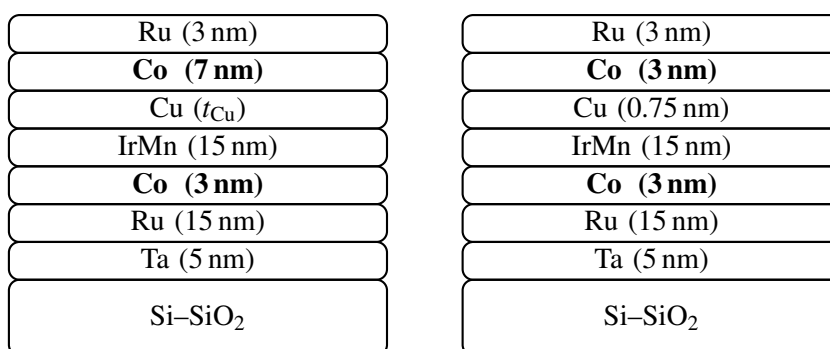 Ru (3 nm)
Co (7 nm)
Cu (t_Cu)
IrMn (15 nm)
Co (3 nm)
Ru (15 nm)
Ta (5 nm)
Si–SiO₂
Ru (3 nm)
Co (3 nm)
Cu (0.75 nm)
IrMn (15 nm)
Co (3 nm)
Ru (15 nm)
Ta (5 nm)
Si–SiO₂